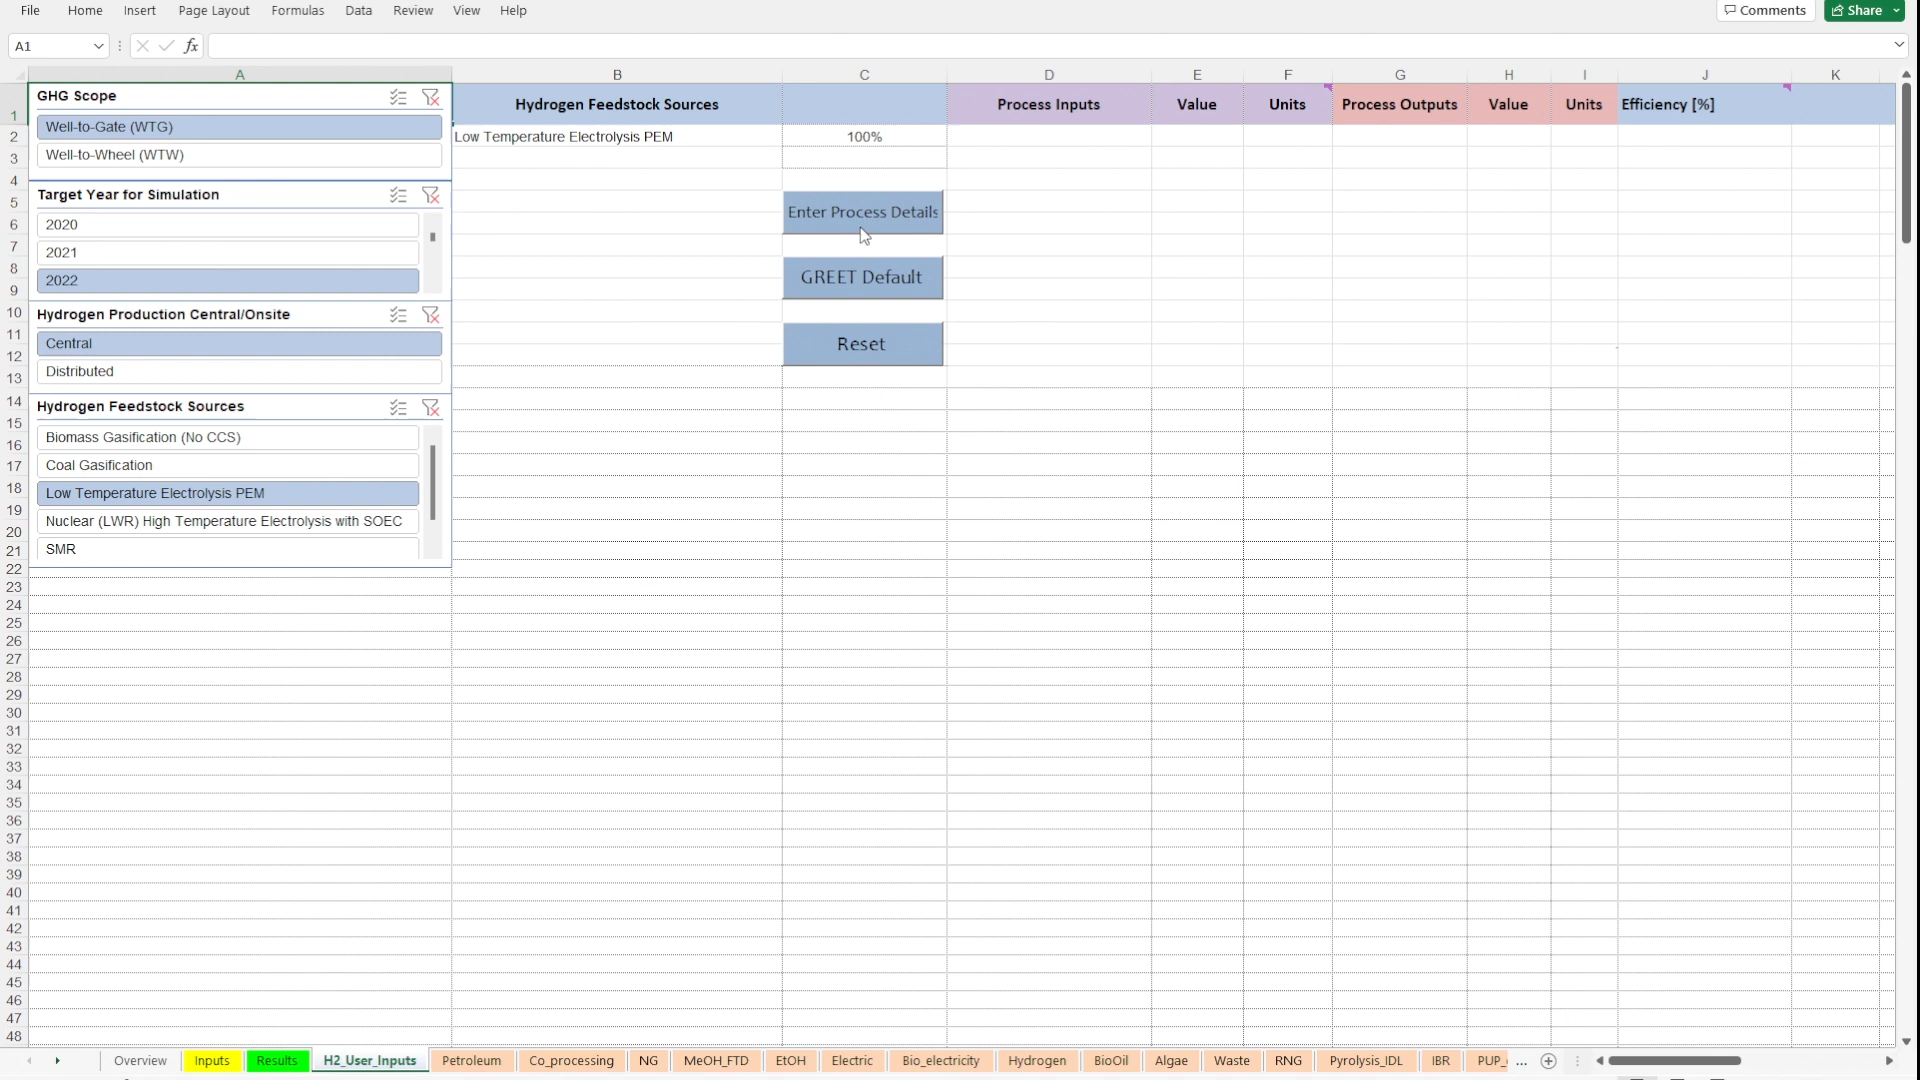 File Home Insert Page Layout Formulas Data Review View Help Comments Share
A1 fx
A B C D E F G H I J K
1 Hydrogen Feedstock Sources Process Inputs Value Units Process Outputs Value Units Efficiency [%]
GHG Scope
Well-to-Gate (WTG)
2 Low Temperature Electrolysis PEM 100%
Well-to-Wheel (WTW)
3
4
Target Year for Simulation
5
2020
Enter Process Details
6
2021
7
2022
GREET Default
8
9
10
Hydrogen Production Central/Onsite
11
Central
Reset
12
Distributed
13
14
Hydrogen Feedstock Sources
15
Biomass Gasification (No CCS)
16
Coal Gasification
17
18
Low Temperature Electrolysis PEM
19
Nuclear (LWR) High Temperature Electrolysis with SOEC
20
SMR
21
22
23
24
25
26
27
28
29
30
31
32
33
34
35
36
37
38
39
40
41
42
43
44
45
46
47
48
Overview Inputs Results H2_User_Inputs Petroleum Co_processing NG MeOH_FTD EtOH Electric Bio_electricity Hydrogen BioOil Algae Waste RNG Pyrolysis_IDL IBR PUP_ ...